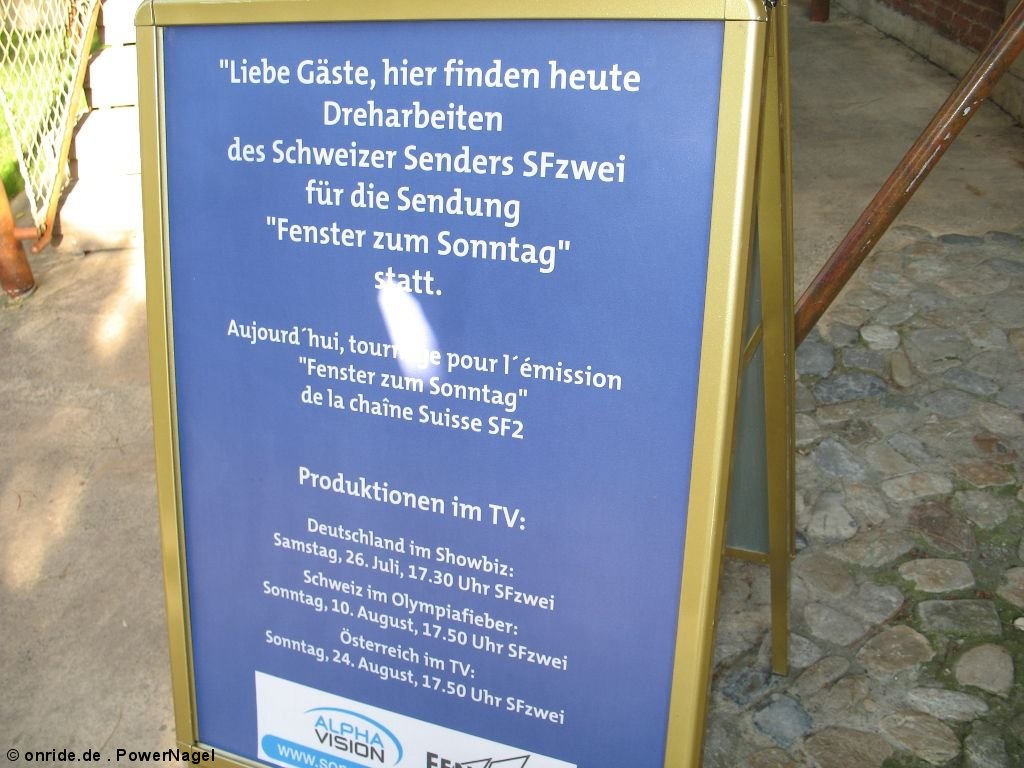 "Liebe Gäste, hier finden heute
Dreharbeiten
des Schweizer Senders SFzwei
für die Sendung
"Fenster zum Sonntag"
statt.
Aujourd´hui, tournage pour l´émission
"Fenster zum Sonntag"
de la chaîne Suisse SF2
Produktionen im TV:
Deutschland im Showbiz:
Samstag, 26. Juli, 17.30 Uhr SFzwei
Schweiz im Olympiafieber:
Sonntag, 10. August, 17.50 Uhr SFzwei
Österreich im TV:
Sonntag, 24. August, 17.50 Uhr SFzwei
ALPHA
VISION
© onride.de . PowerNagel